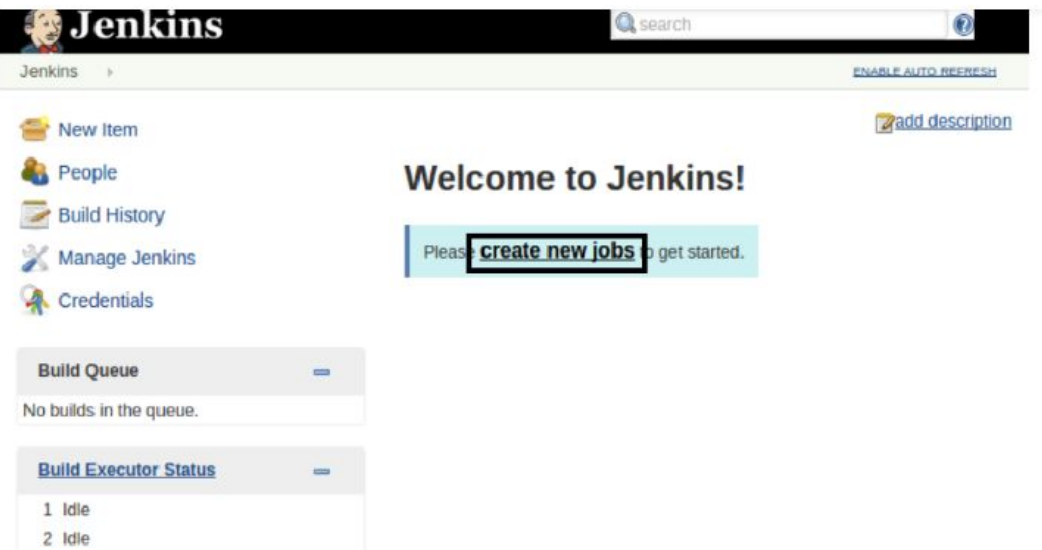 Jenkins
search
Jenkins
ENABLE AUTO REFRESH
add description
New Item
People
Build History
Manage Jenkins
Credentials
Welcome to Jenkins!
Please create new jobs to get started.
Build Queue
No builds in the queue.
Build Executor Status
1 Idle
2 Idle